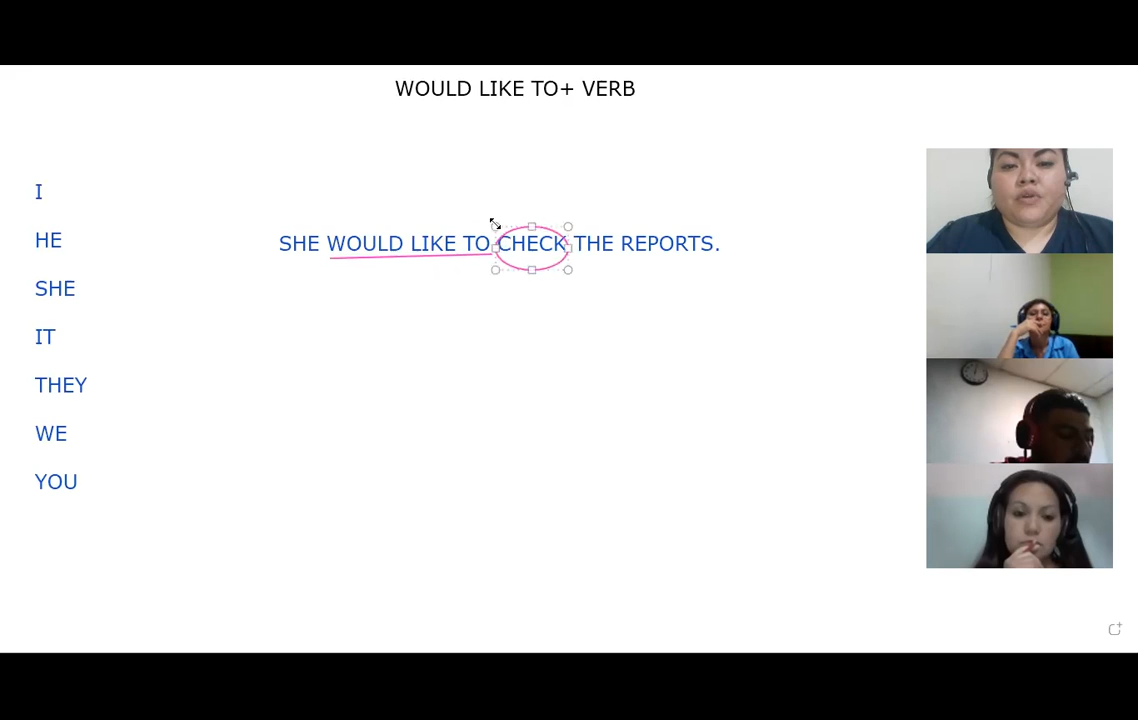 WOULD LIKE TO+ VERB
I
SHE WOULD LIKE TO CHECK THE REPORTS.
HE
SHE
IT
THEY
WE
YOU